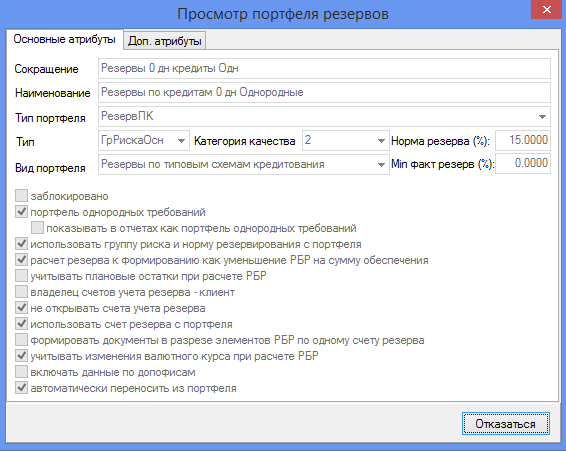 Просмотр портфеля резервов
Основные атрибуты Доп. атрибуты
Сокращение Резервы 0 дн кредиты Одн
Наименование Резервы по кредитам 0 дн Однородные
Тип портфеля РезервПК
Тип ГрРискаОсн Категория качества 2 Норма резерва (%): 15.0000
Вид портфеля Резервы по типовым схемам кредитования Min факт резерв (%): 0.0000
заблокировано
портфель однородных требований
показывать в отчетах как портфель однородных требований
использовать группу риска и норму резервирования с портфеля
расчет резерва к формированию как уменьшение РБР на сумму обеспечения
учитывать плановые остатки при расчете РБР
владелец счетов учета резерва - клиент
не открывать счета учета резерва
использовать счет резерва с портфеля
формировать документы в разрезе элементов РБР по одному счету резерва
учитывать изменения валютного курса при расчете РБР
включать данные по допофисам
автоматически переносить из портфеля
Отказаться